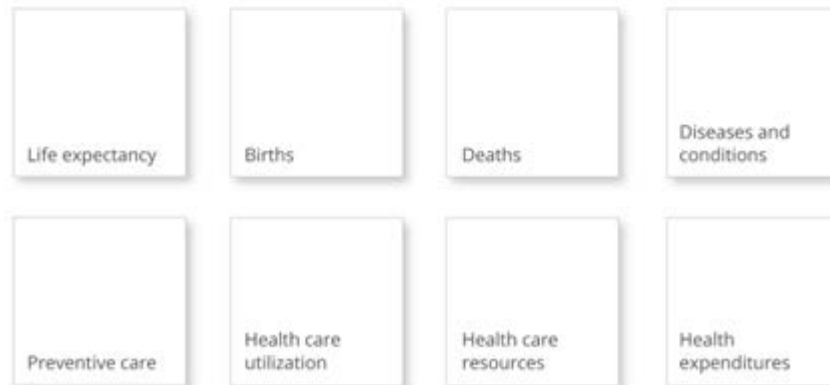 Life expectancy
Births
Deaths
Diseases and
conditions
Preventive care
Health care
utilization
Health care
resources
Health
expenditures